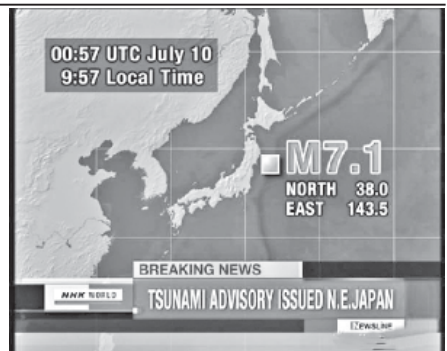 00:57 UTC July 10
9:57 Local Time
M7.1
NORTH 38.0
EAST 143.5
BREAKING NEWS
NHK WORLD
TSUNAMI ADVISORY ISSUED N.E.JAPAN
NEWSLINE